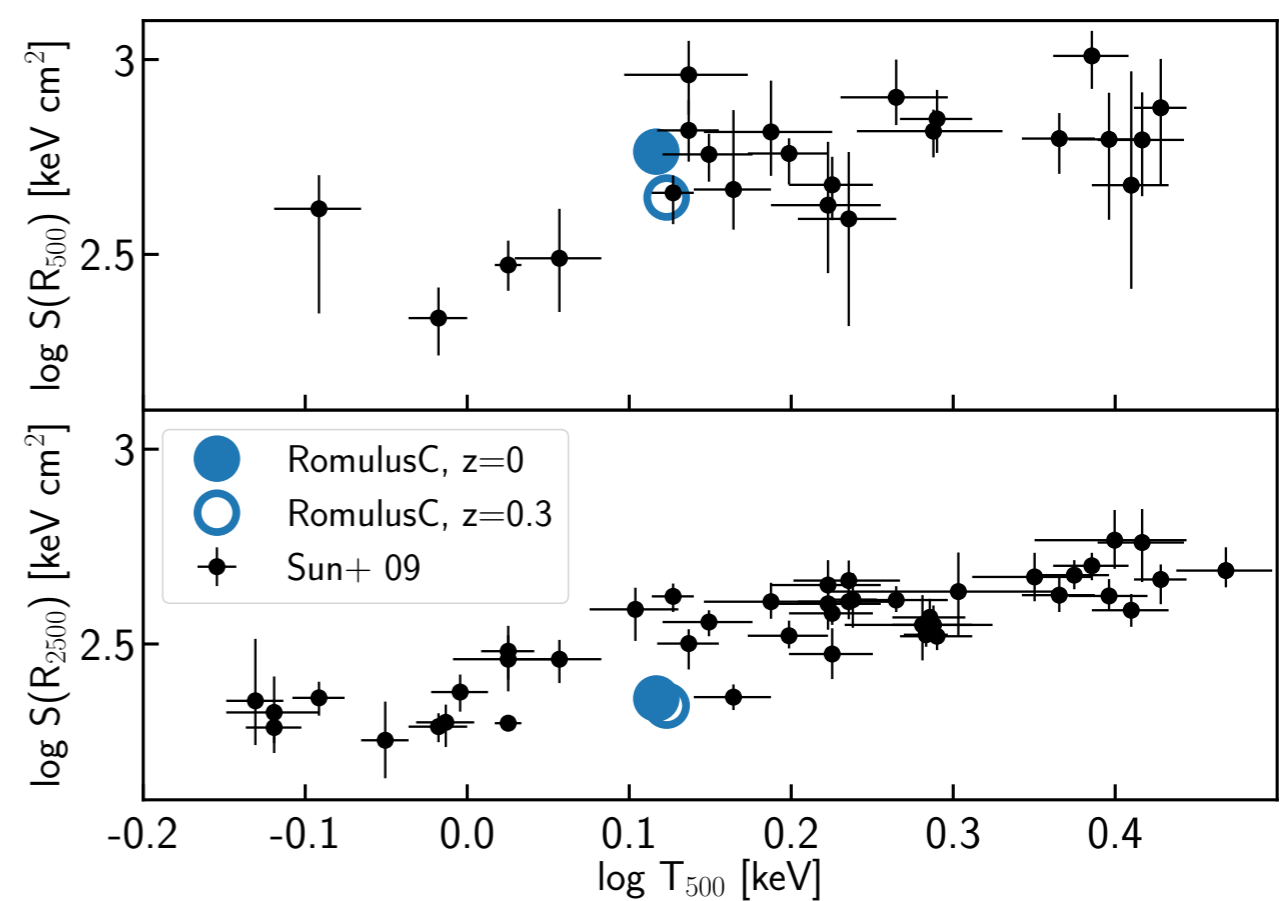 log S(R500) [keV cm2]
3
2.5
log S(R2500) [keV cm2]
3
2.5
RomulusC, z=0
RomulusC, z=0.3
Sun+ 09
-0.2 -0.1 0.0 0.1 0.2 0.3 0.4
log T500 [keV]